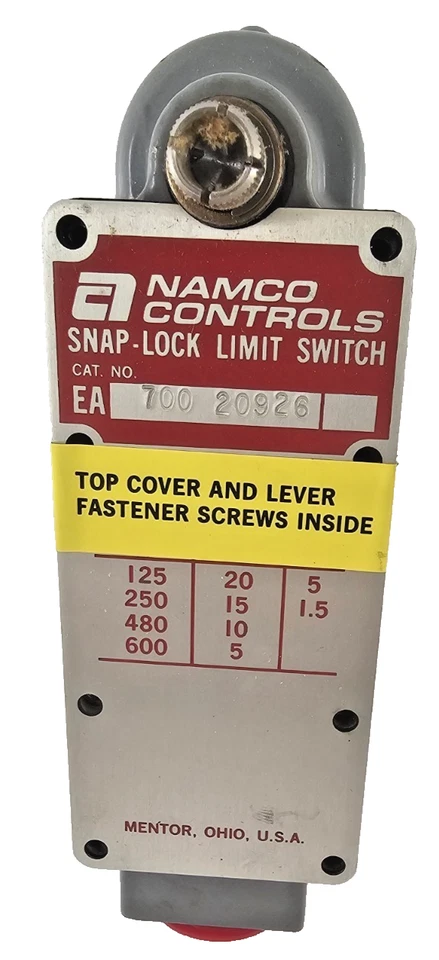 NAMCO
CONTROLS
SNAP-LOCK LIMIT SWITCH
CAT. NO.
EA 700 20926
TOP COVER AND LEVER
FASTENER SCREWS INSIDE
125 20 5
250 15 1.5
480 10
600 5
MENTOR, OHIO, U.S.A.